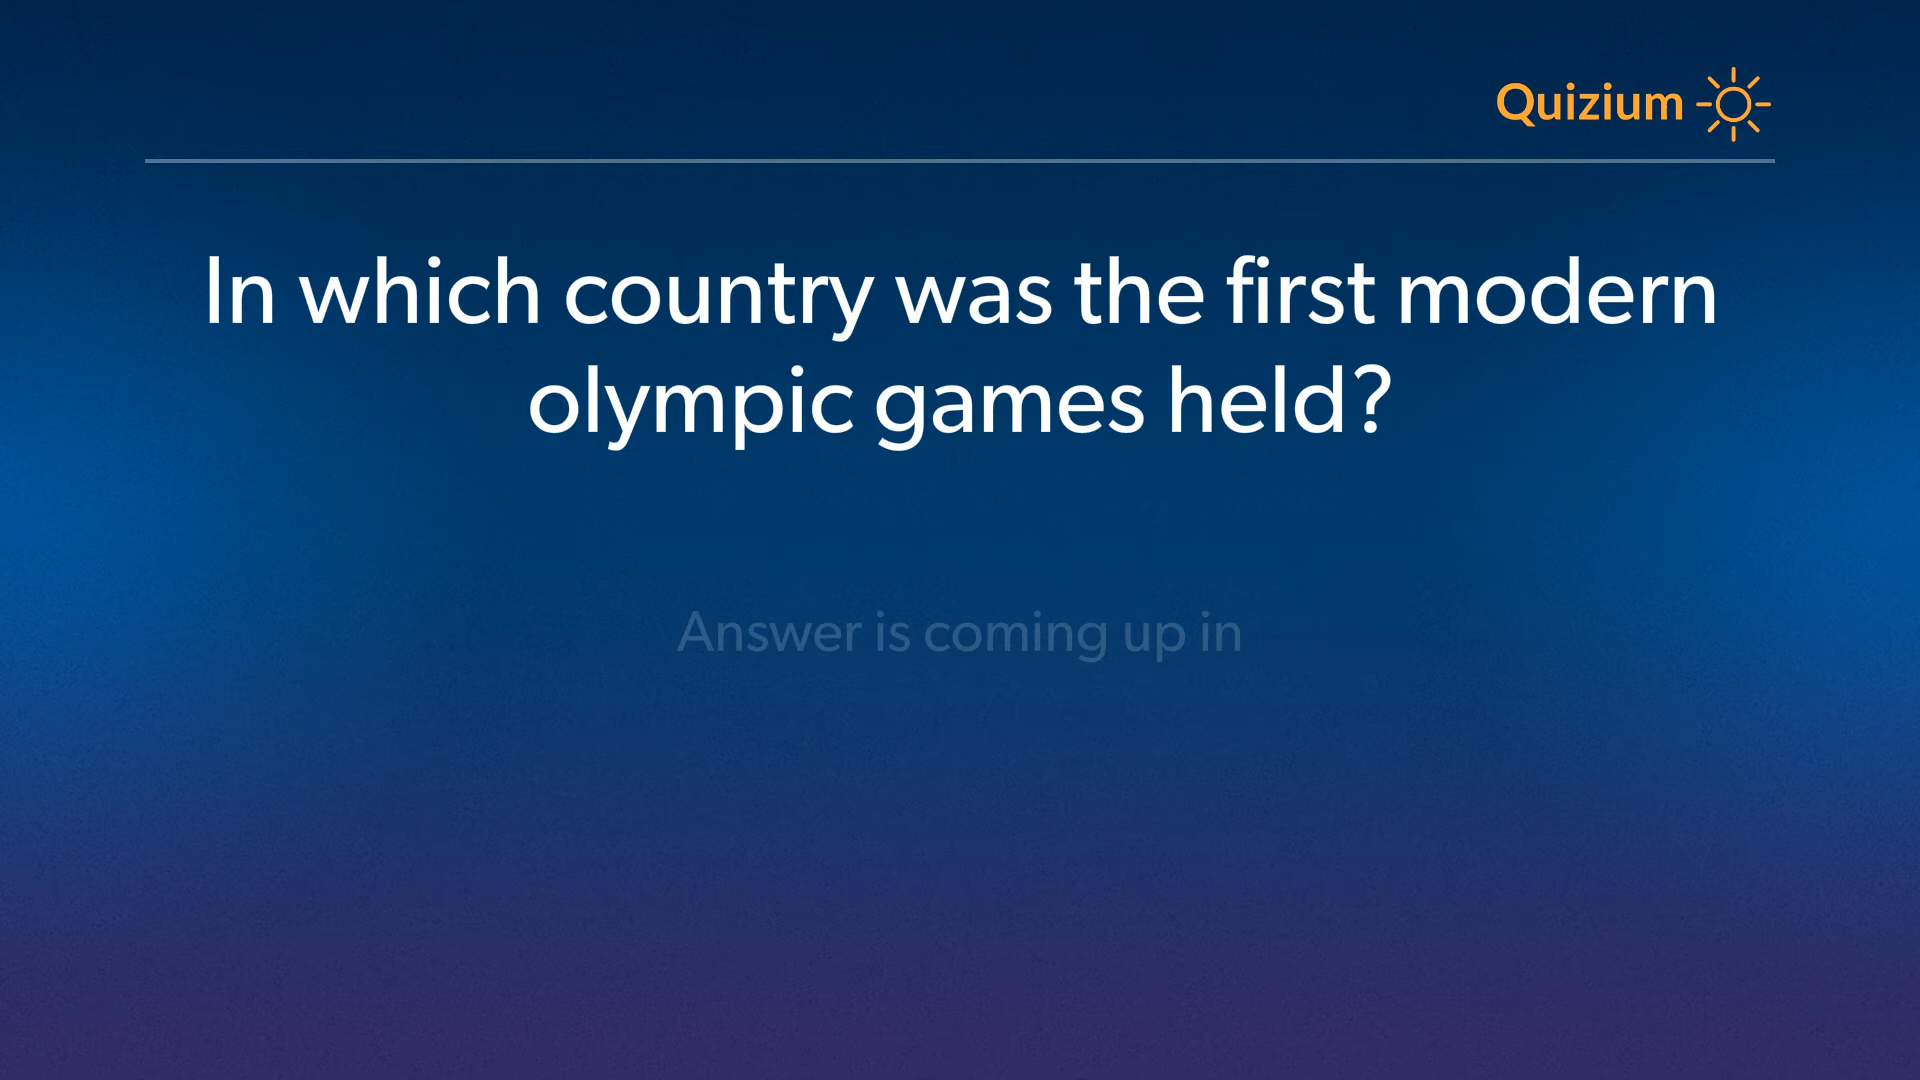 Quizium
In which country was the first modern
olympic games held?
Answer is coming up in